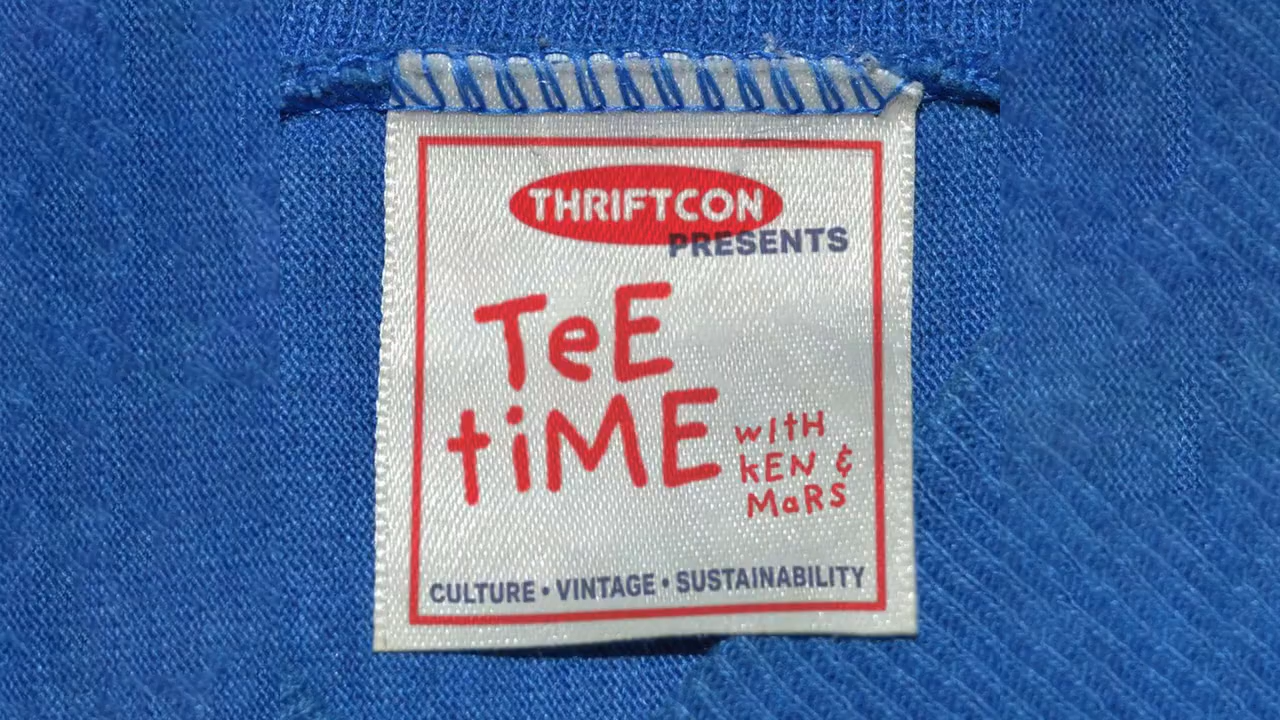 THRIFTCON
PRESENTS
TeE
tiME
wItH
kEN &
MaRS
CULTURE • VINTAGE • SUSTAINABILITY